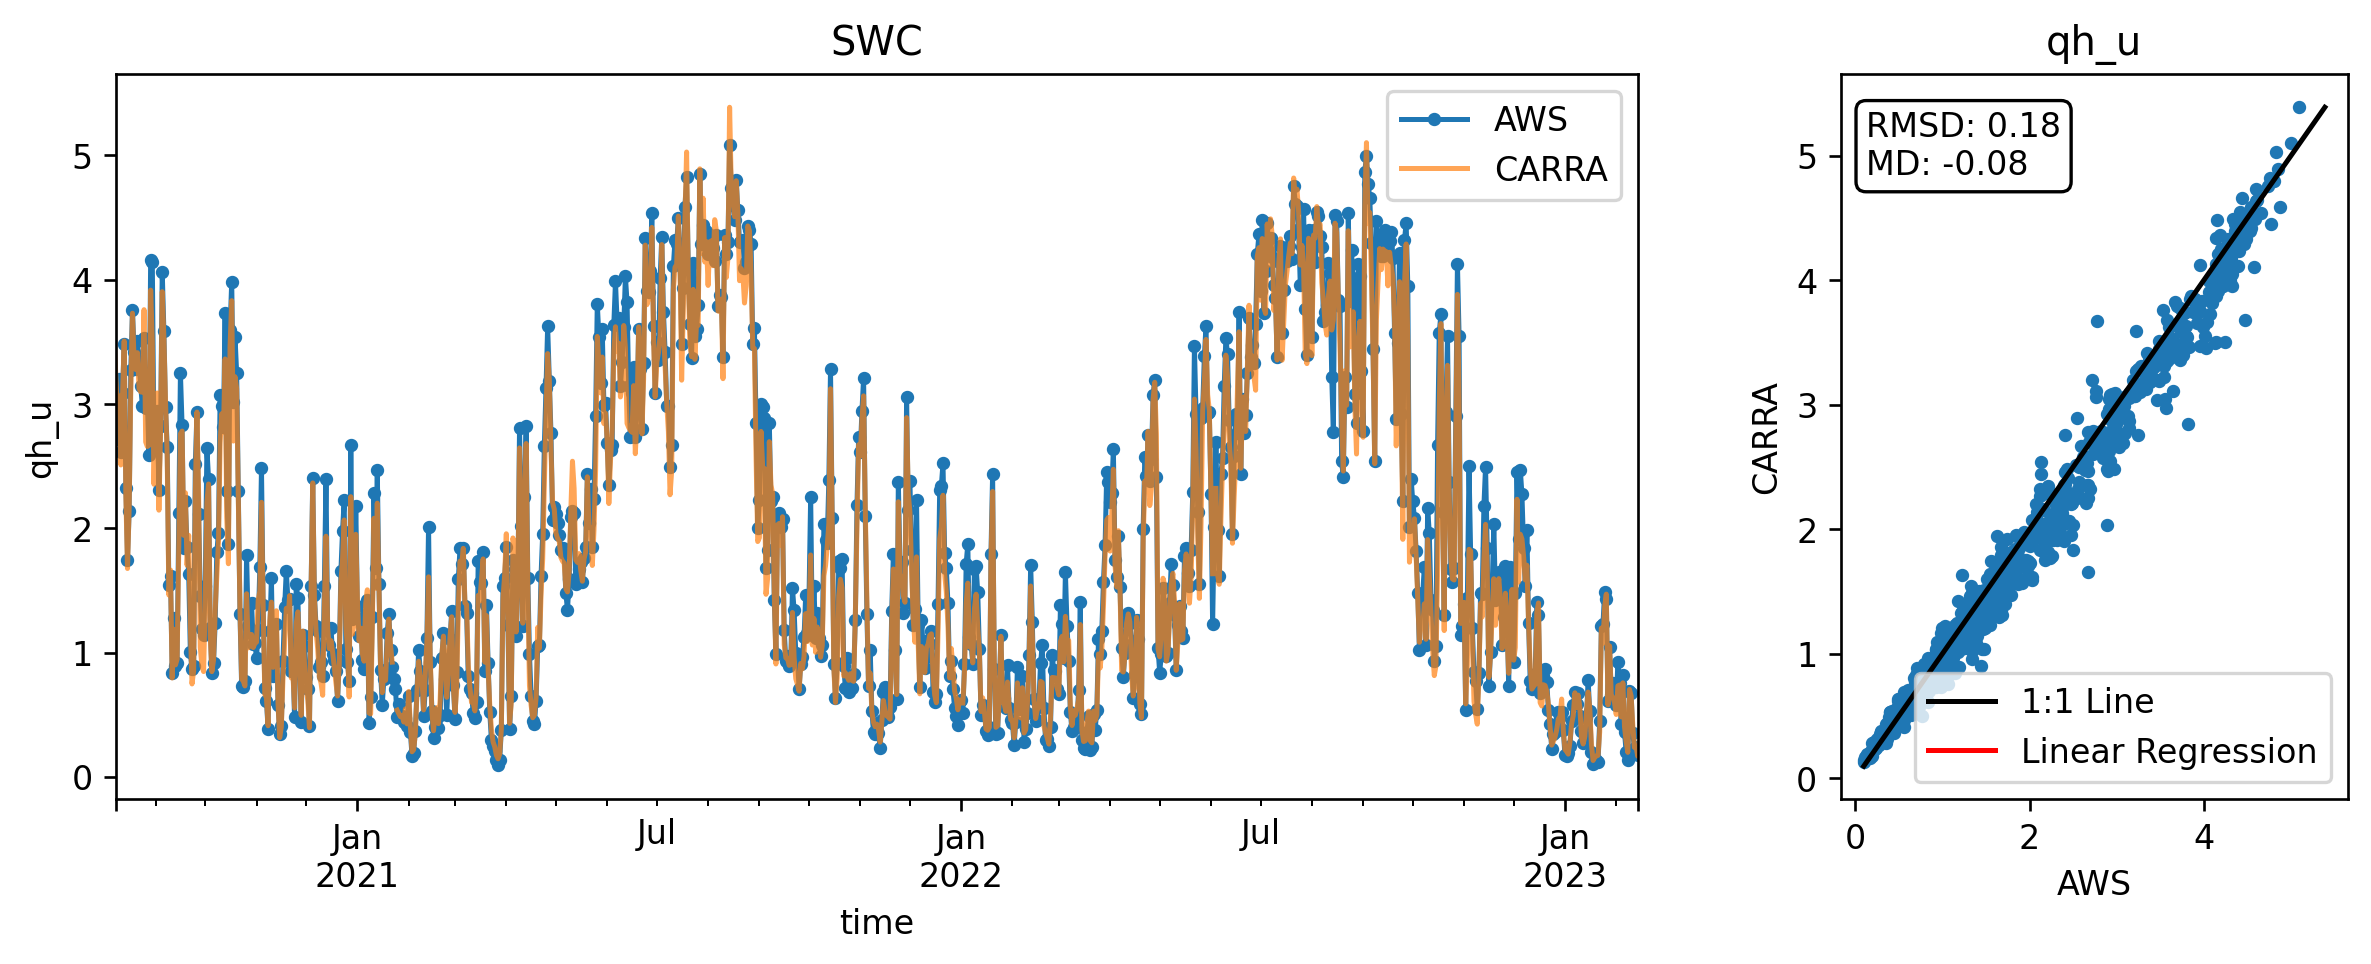 SWC
qh_u
5
4
3
2
1
0
AWS
CARRA
Jan
2021
Jul
Jan
2022
Jul
Jan
2023
time
qh_u
CARRA
5
4
3
2
1
0
RMSD: 0.18
MD: -0.08
1:1 Line
Linear Regression
0
2
4
AWS